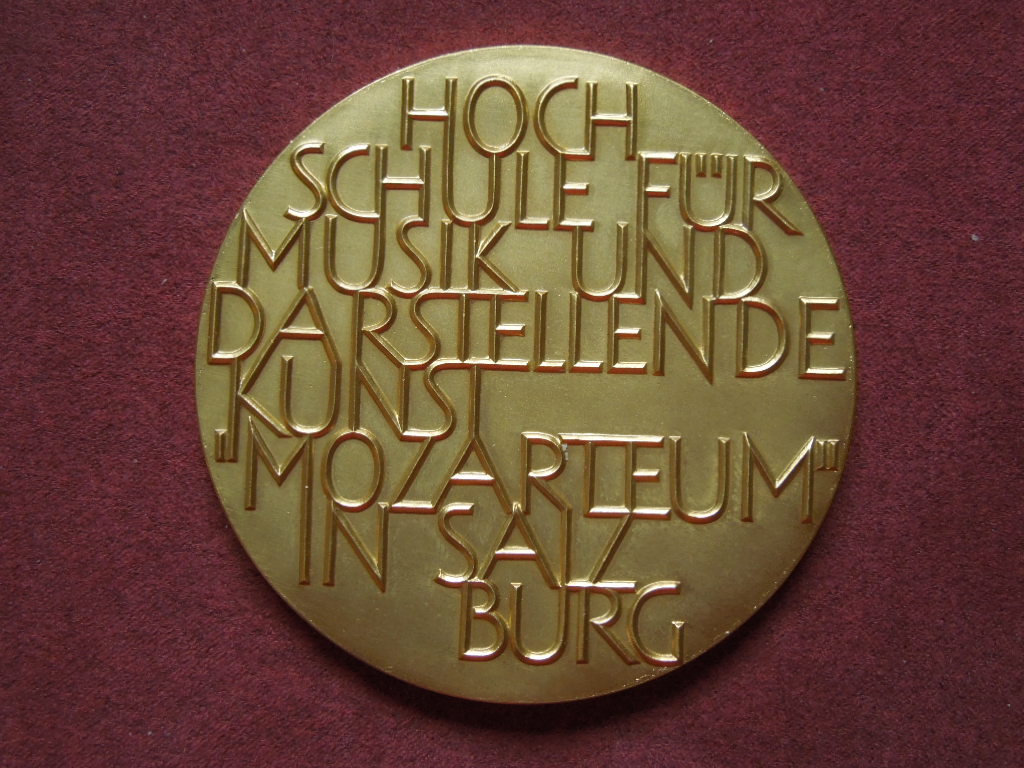 HOCH
SCHULE FÜR
MUSIK UND
DARSTELLENDE
KUNST
„MOZARTEUM"
IN SALZ
BURG